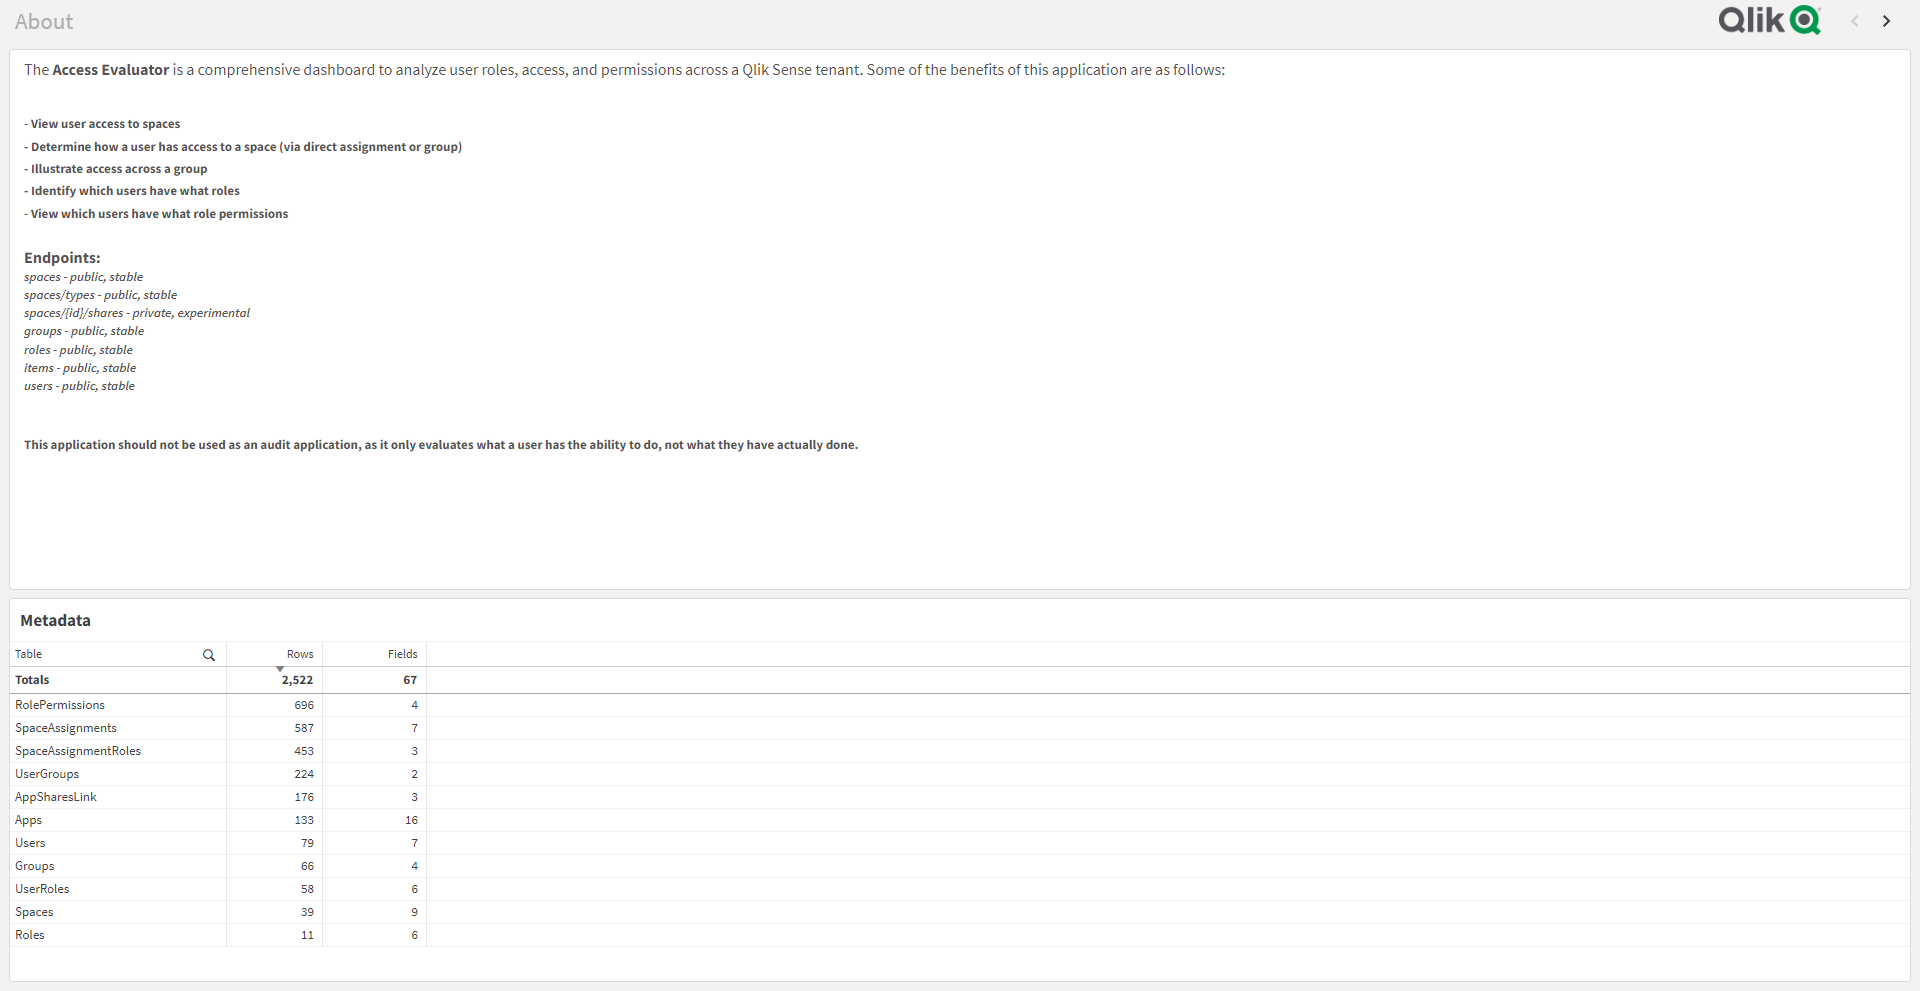 About
Qlik
The Access Evaluator is a comprehensive dashboard to analyze user roles, access, and permissions across a Qlik Sense tenant. Some of the benefits of this application are as follows:
- View user access to spaces
- Determine how a user has access to a space (via direct assignment or group)
- Illustrate access across a group
- Identify which users have what roles
- View which users have what role permissions
Endpoints:
spaces - public, stable
spaces/types - public, stable
spaces/{id}/shares - private, experimental
groups - public, stable
roles - public, stable
items - public, stable
users - public, stable
This application should not be used as an audit application, as it only evaluates what a user has the ability to do, not what they have actually done.
Metadata
Table Rows Fields
Totals 2,522 67
RolePermissions 696 4
SpaceAssignments 587 7
SpaceAssignmentRoles 453 3
UserGroups 224 2
AppSharesLink 176 3
Apps 133 16
Users 79 7
Groups 66 4
UserRoles 58 6
Spaces 39 9
Roles 11 6